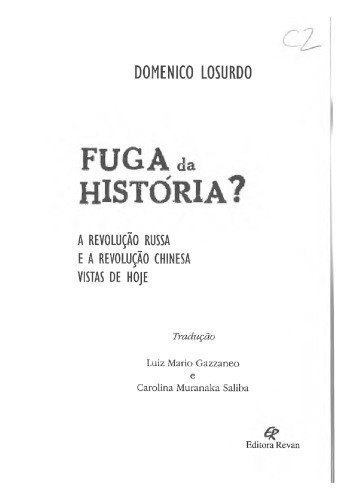 C2
DOMENICO LOSURDO
FUGA da
HISTÓRIA?
A REVOLUÇÃO RUSSA
E A REVOLUÇÃO CHINESA
VISTAS DE HOJE
Tradução
Luiz Mario Gazzaneo
e
Carolina Muranaka Saliba
ER
Editora Revan